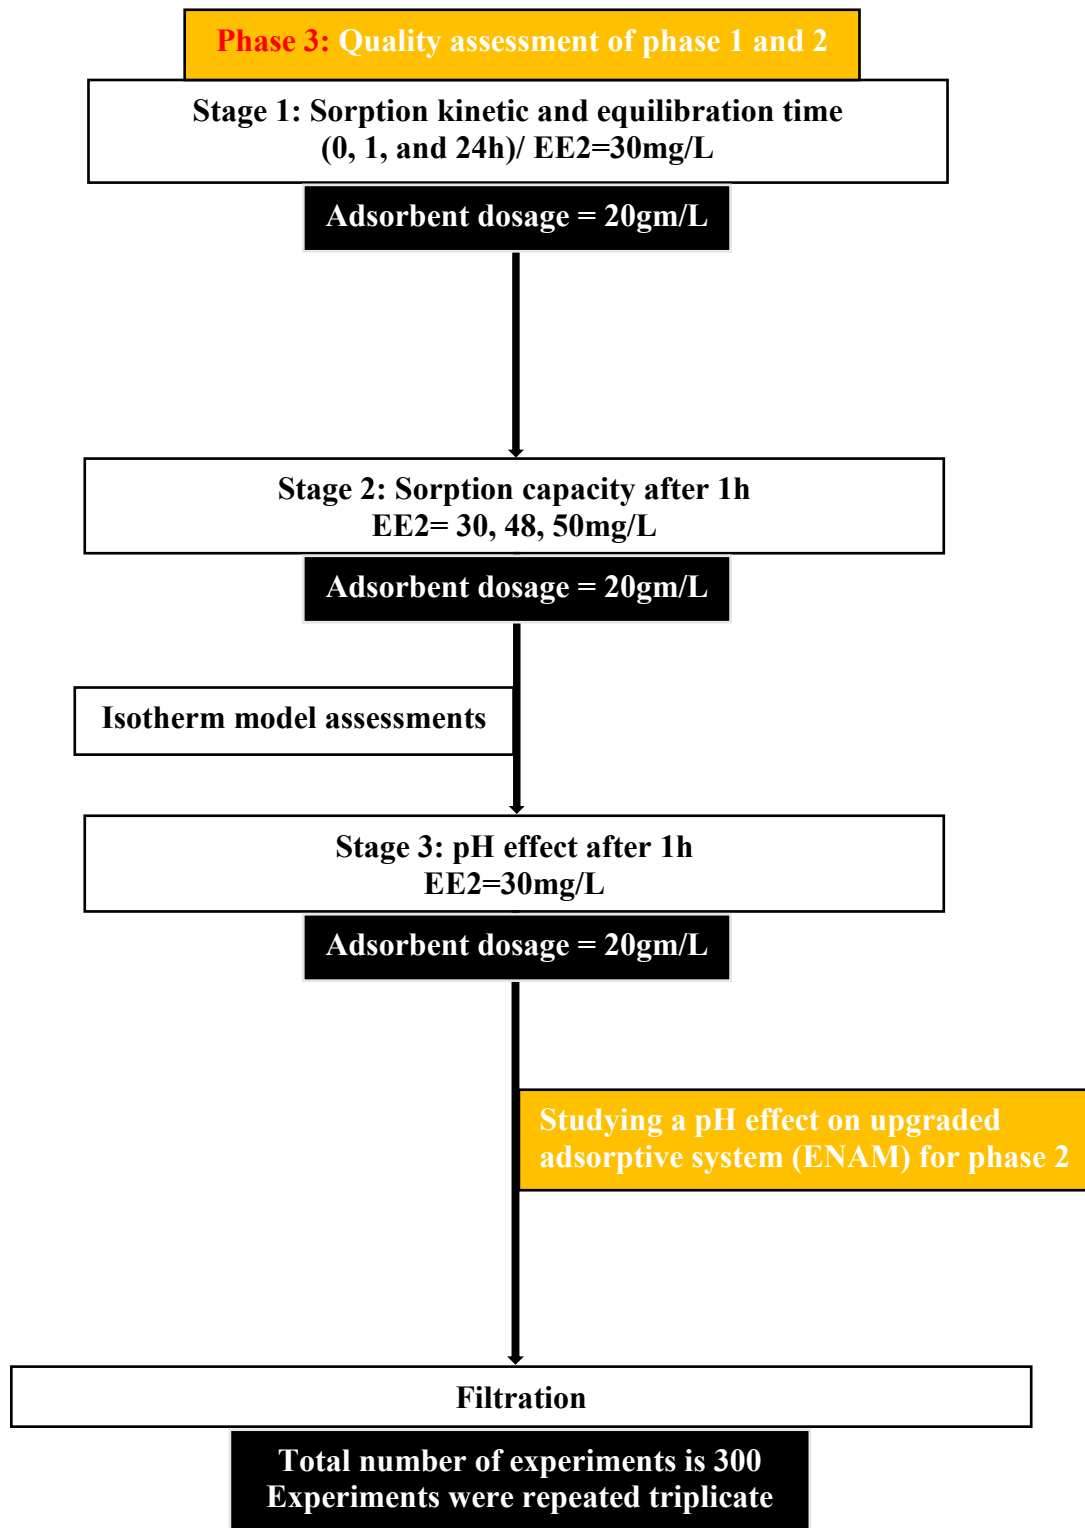 Phase 3: Quality assessment of phase 1 and 2
Stage 1: Sorption kinetic and equilibration time
(0, 1, and 24h)/ EE2=30mg/L
Adsorbent dosage = 20gm/L
Stage 2: Sorption capacity after 1h
EE2= 30, 48, 50mg/L
Adsorbent dosage = 20gm/L
Isotherm model assessments
Stage 3: pH effect after 1h
EE2=30mg/L
Adsorbent dosage = 20gm/L
Studying a pH effect on upgraded
adsorptive system (ENAM) for phase 2
Filtration
Total number of experiments is 300
Experiments were repeated triplicate